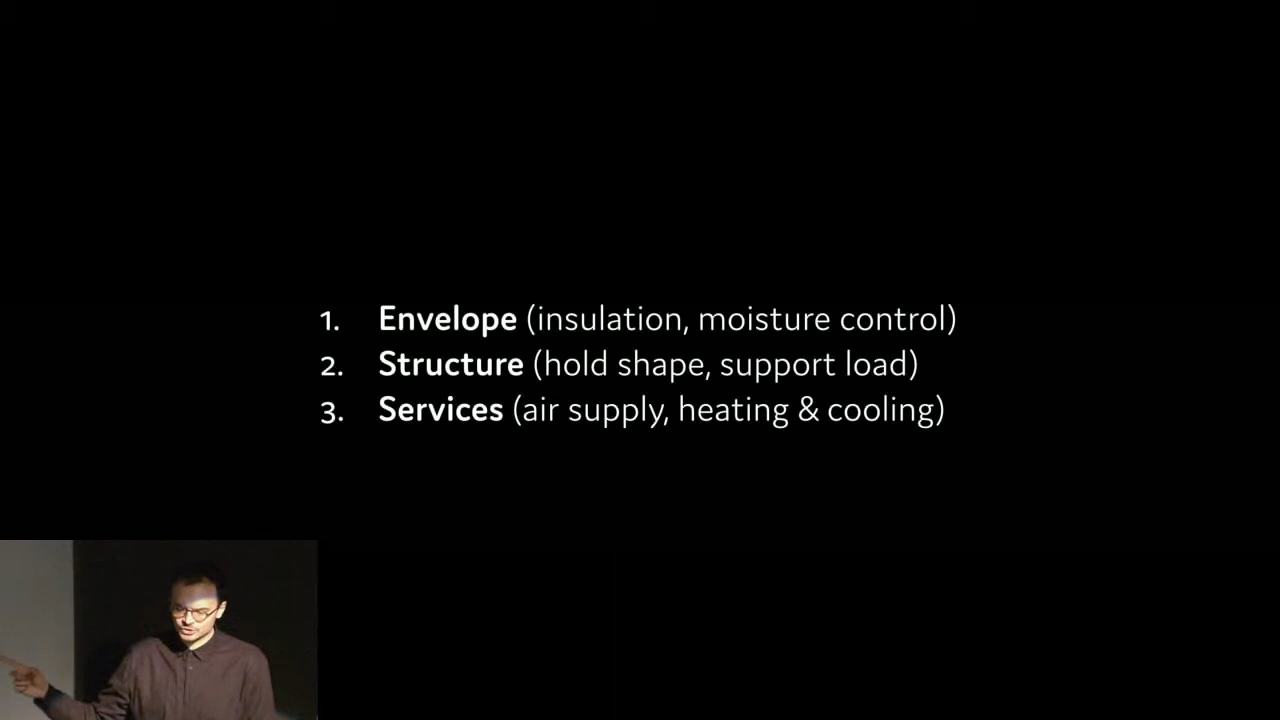 1. Envelope (insulation, moisture control)
2. Structure (hold shape, support load)
3. Services (air supply, heating & cooling)